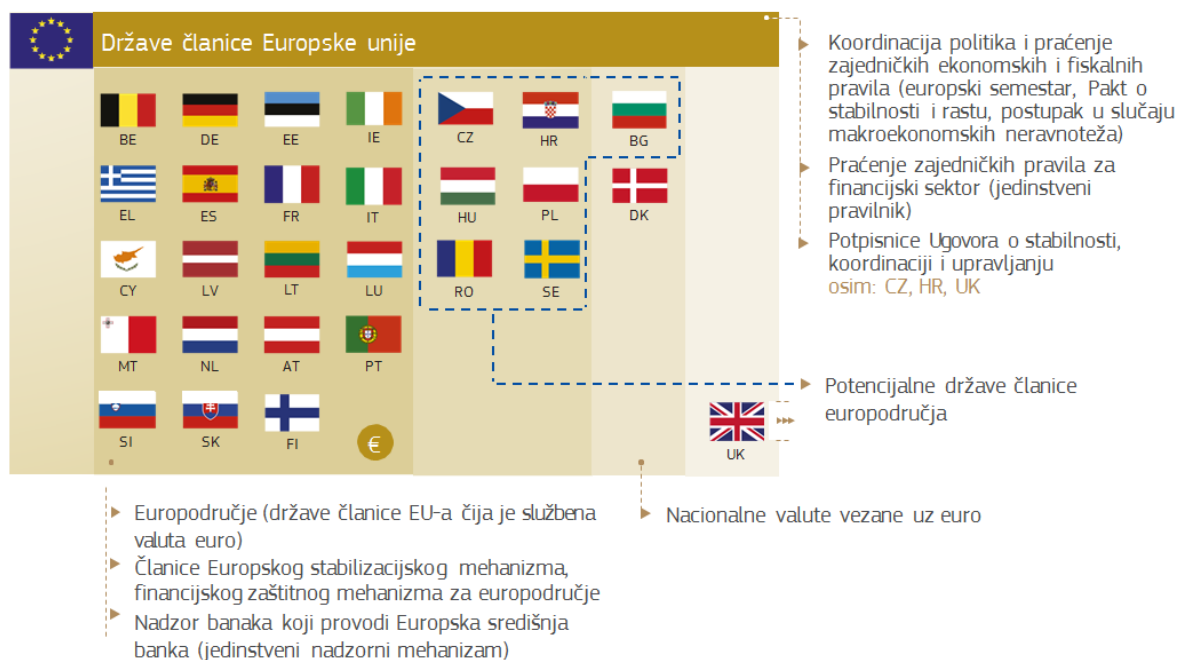 Države članice Europske unije
BE
DE
EE
IE
CZ
HR
BG
EL
ES
FR
IT
HU
PL
DK
CY
LV
LT
LU
RO
SE
MT
NL
AT
PT
SI
SK
FI
€
UK
Koordinacija politika i praćenje
zajedničkih ekonomskih i fiskalnih
pravila (europski semestar, Pakt o
stabilnosti i rastu, postupak u slučaju
makroekonomskih neravnoteža)
Praćenje zajedničkih pravila za
financijski sektor (jedinstveni
pravilnik)
Potpisnice Ugovora o stabilnosti,
koordinaciji i upravljanju
osim: CZ, HR, UK
Potencijalne države članice
europodručja
Europodručje (države članice EU-a čija je službena
valuta euro)
Članice Europskog stabilizacijskog mehanizma,
financijskog zaštitnog mehanizma za europodručje
Nadzor banaka koji provodi Europska središnja
banka (jedinstveni nadzorni mehanizam)
Nacionalne valute vezane uz euro